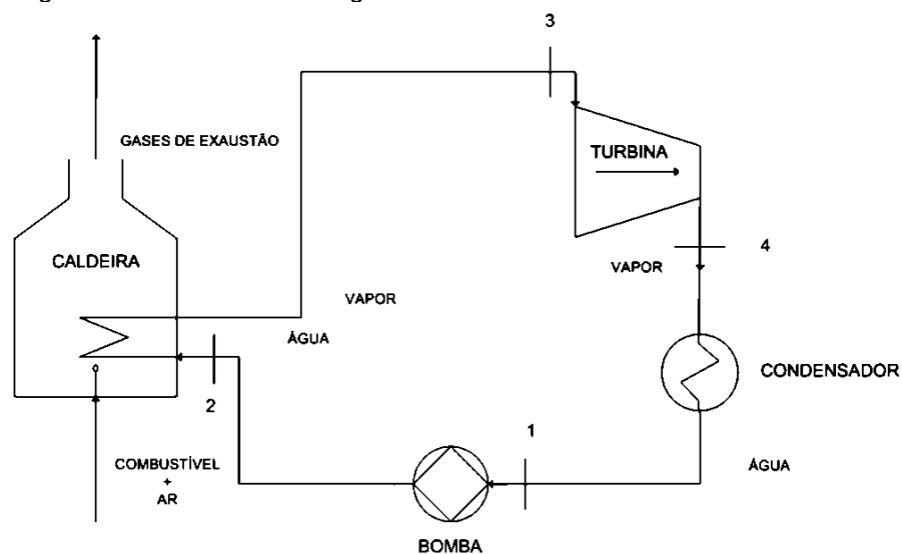 3
GASES DE EXAUSTÃO
TURBINA
4
CALDEIRA
VAPOR
VAPOR
ÁGUA
CONDENSADOR
2
1
COMBUSTÍVEL
+
AR
ÁGUA
BOMBA